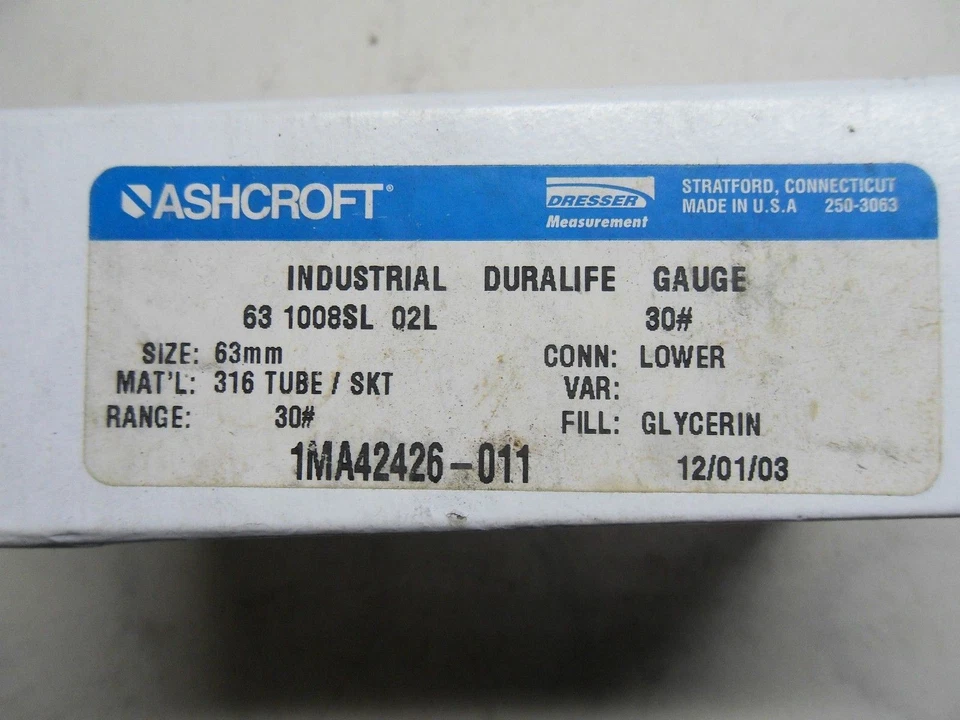 ASHCROFT®
DRESSER
Measurement
STRATFORD, CONNECTICUT
MADE IN U.S.A 250-3063
INDUSTRIAL DURALIFE GAUGE
63 1008SL 02L 30#
SIZE: 63mm CONN: LOWER
MAT'L: 316 TUBE / SKT VAR:
RANGE: 30# FILL: GLYCERIN
1MA42426-011 12/01/03